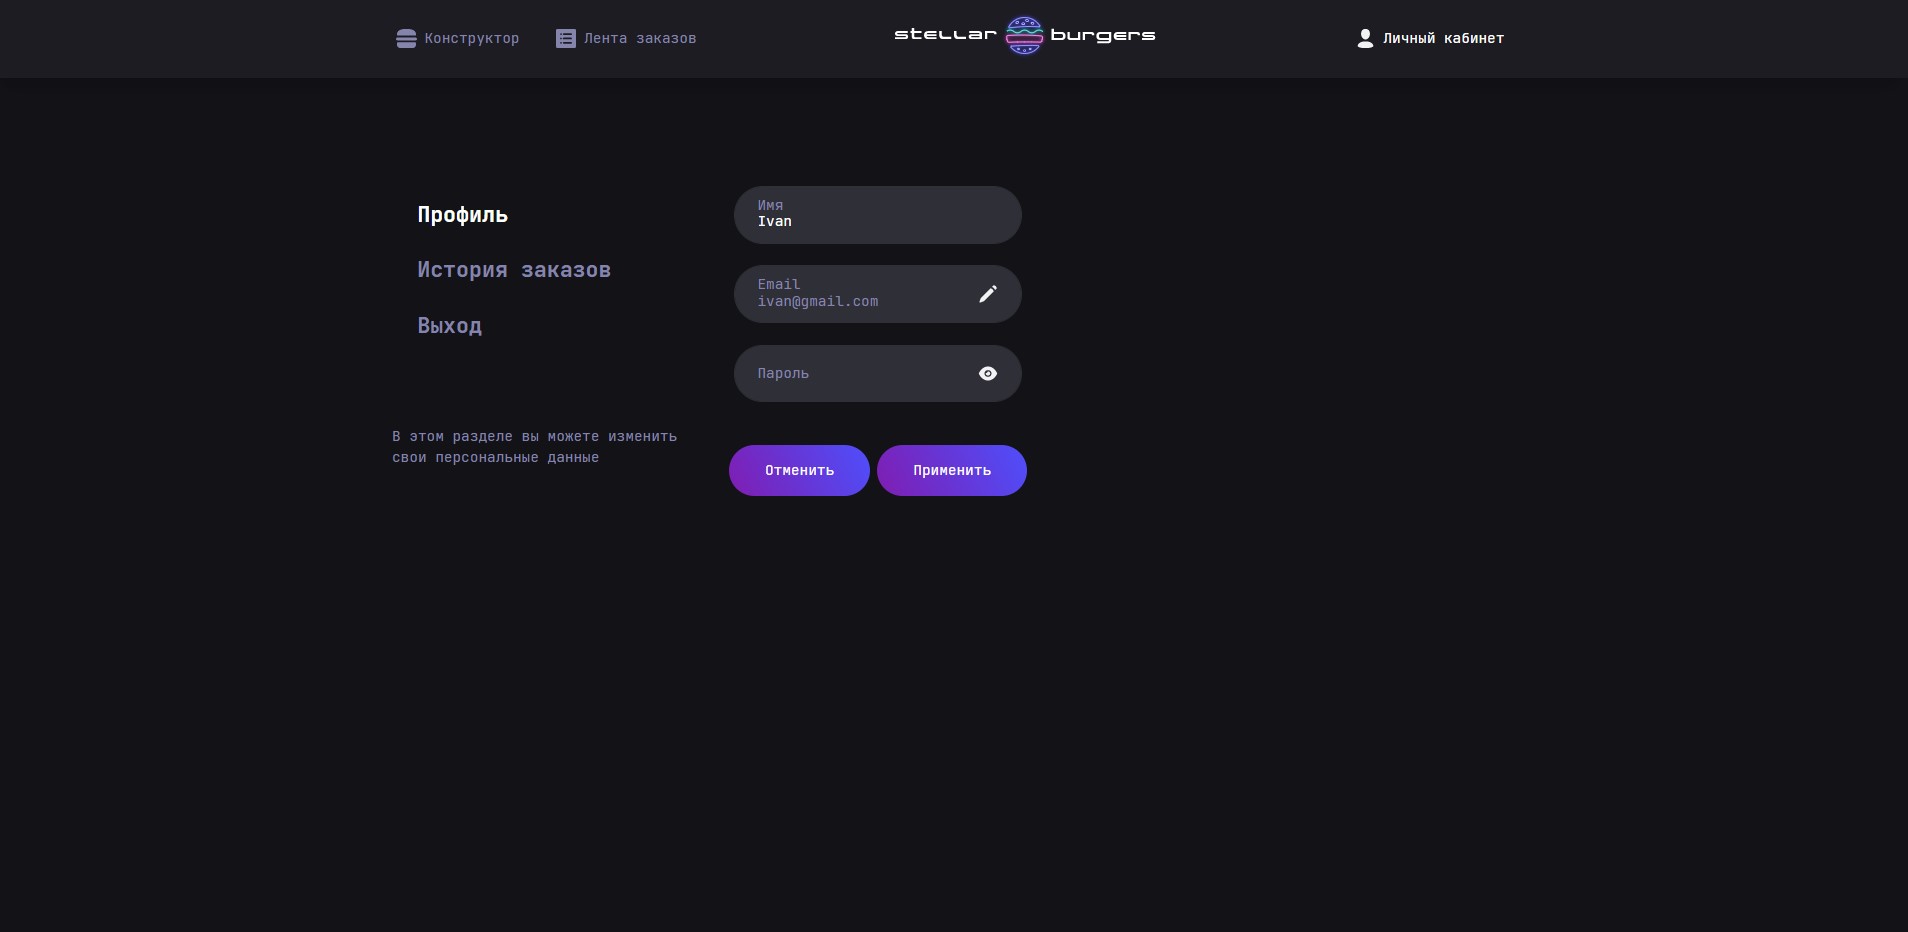 Конструктор
Лента заказов
stellar burgers
Личный кабинет
Профиль
История заказов
Выход
В этом разделе вы можете изменить
свои персональные данные
Имя
Ivan
Email
ivan@gmail.com
Пароль
Отменить
Применить